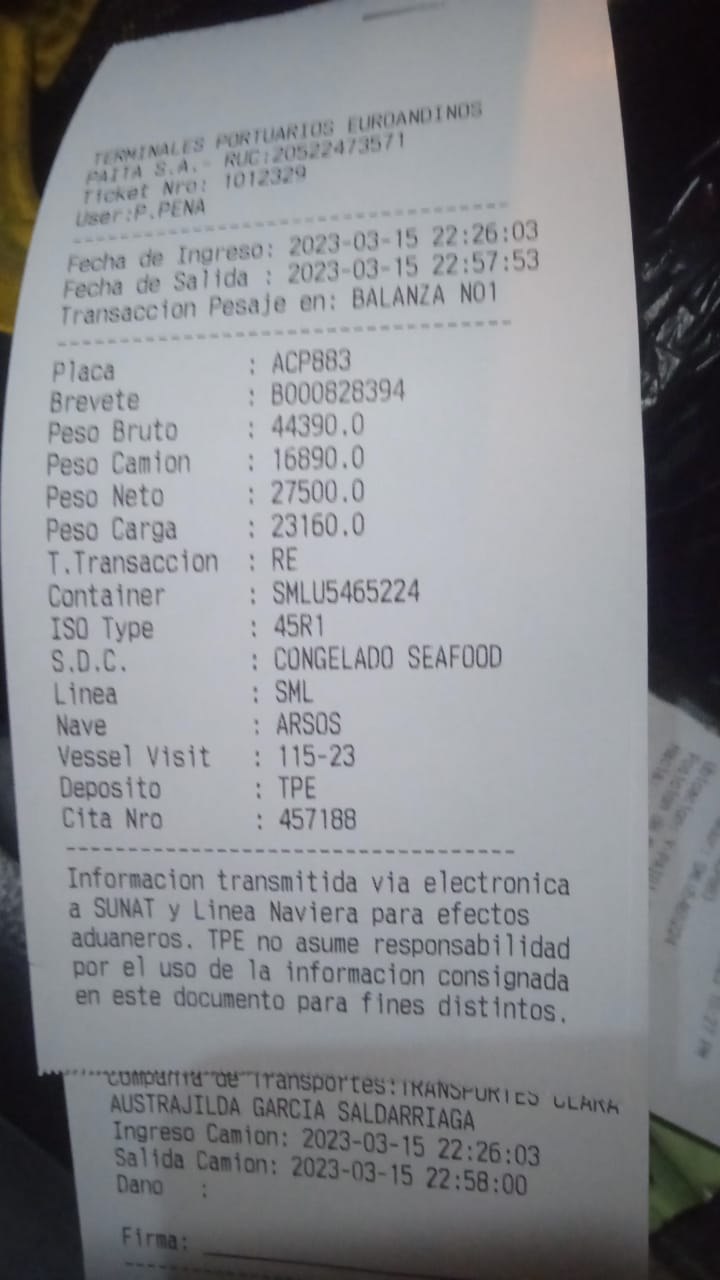 TERMINALES PORTUARIOS EUROANDINOS
PAITA S.A.- RUC:20522473571
Ticket Nro: 1012329
User:P.PENA
--------------------------------
Fecha de Ingreso: 2023-03-15 22:26:03
Fecha de Salida : 2023-03-15 22:57:53
Transaccion Pesaje en: BALANZA NO1
--------------------------------
Placa : ACP883
Brevete : B000828394
Peso Bruto : 44390.0
Peso Camion : 16890.0
Peso Neto : 27500.0
Peso Carga : 23160.0
T.Transaccion : RE
Container : SMLU5465224
ISO Type : 45R1
S.D.C. : CONGELADO SEAFOOD
Linea : SML
Nave : ARSOS
Vessel Visit : 115-23
Deposito : TPE
Cita Nro : 457188
--------------------------------
Informacion transmitida via electronica
a SUNAT y Linea Naviera para efectos
aduaneros. TPE no asume responsabilidad
por el uso de la informacion consignada
en este documento para fines distintos.
Compania de Transportes:TRANSPORTES CLARA
AUSTRAJILDA GARCIA SALDARRIAGA
Ingreso Camion: 2023-03-15 22:26:03
Salida Camion: 2023-03-15 22:58:00
Dano :
Firma: